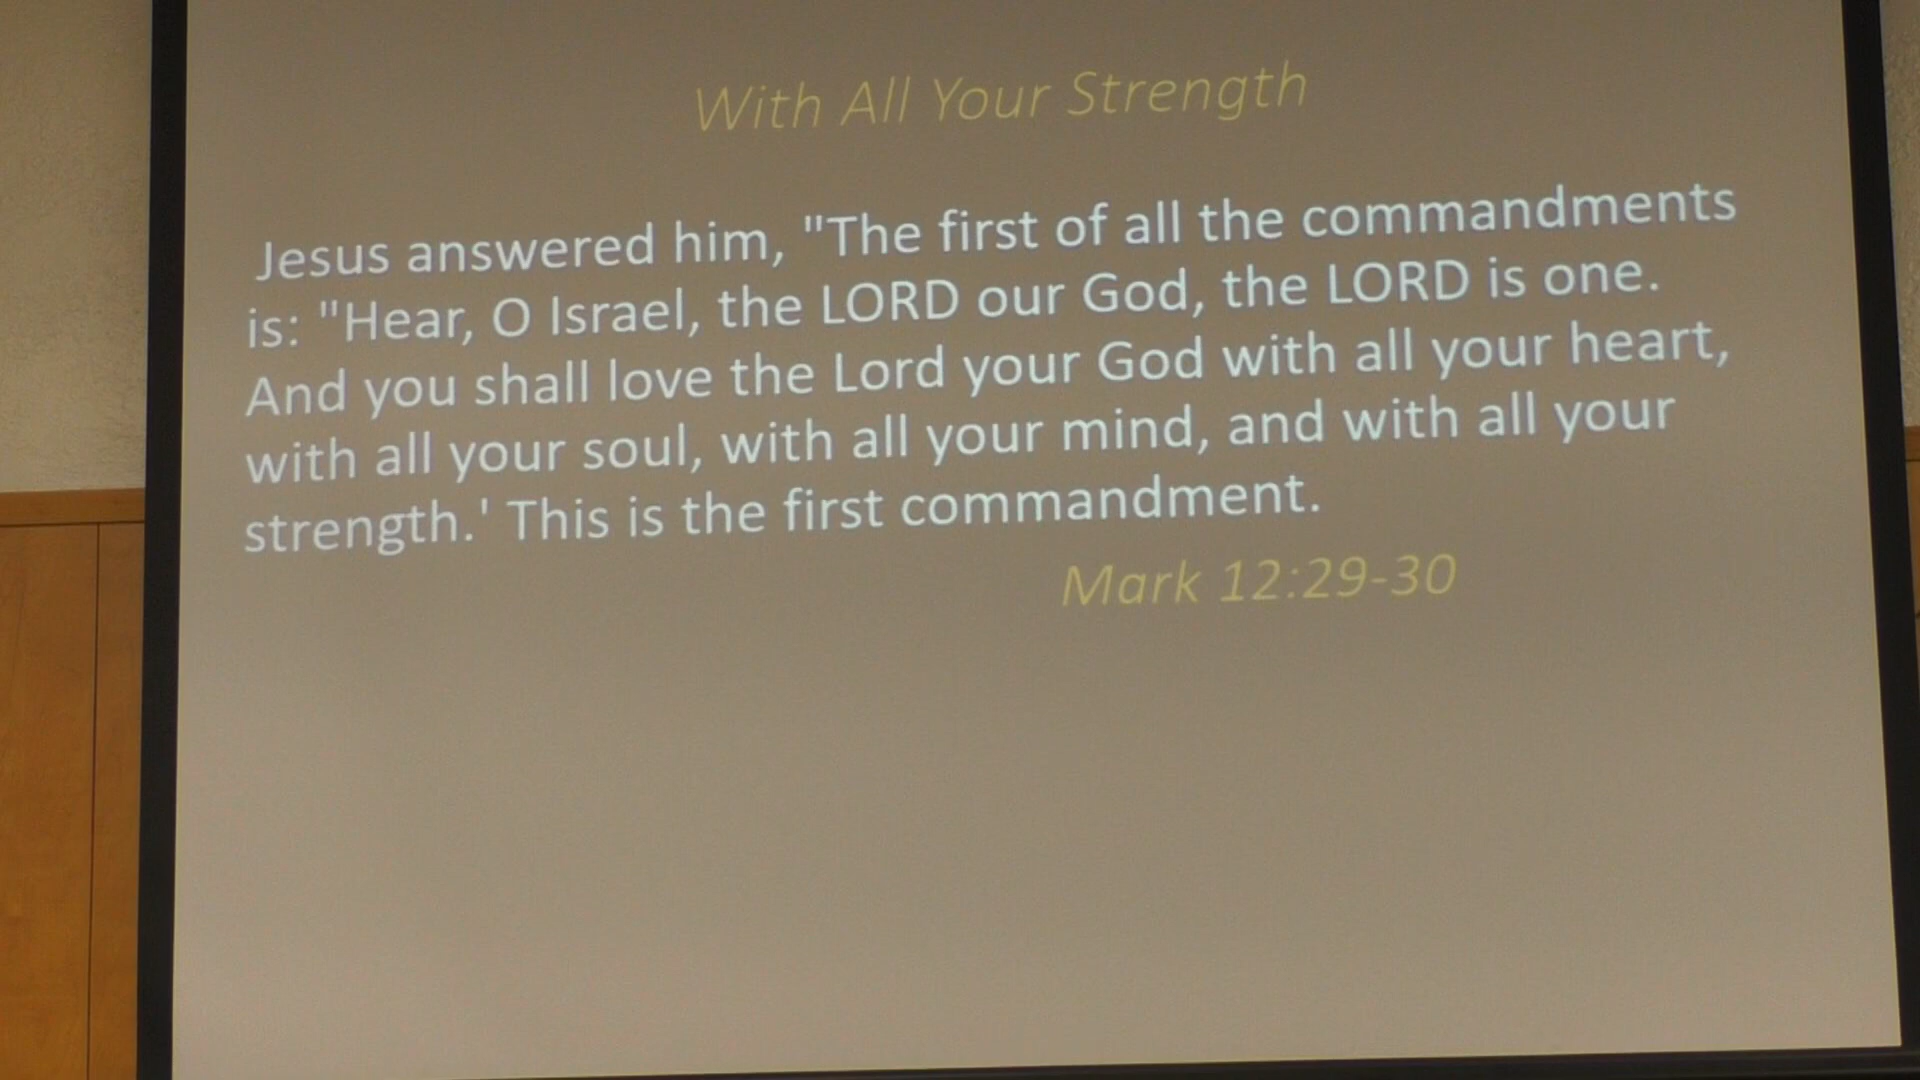 With All Your Strength
Jesus answered him, "The first of all the commandments
is: "Hear, O Israel, the LORD our God, the LORD is one.
And you shall love the Lord your God with all your heart,
with all your soul, with all your mind, and with all your
strength.' This is the first commandment.
Mark 12:29-30